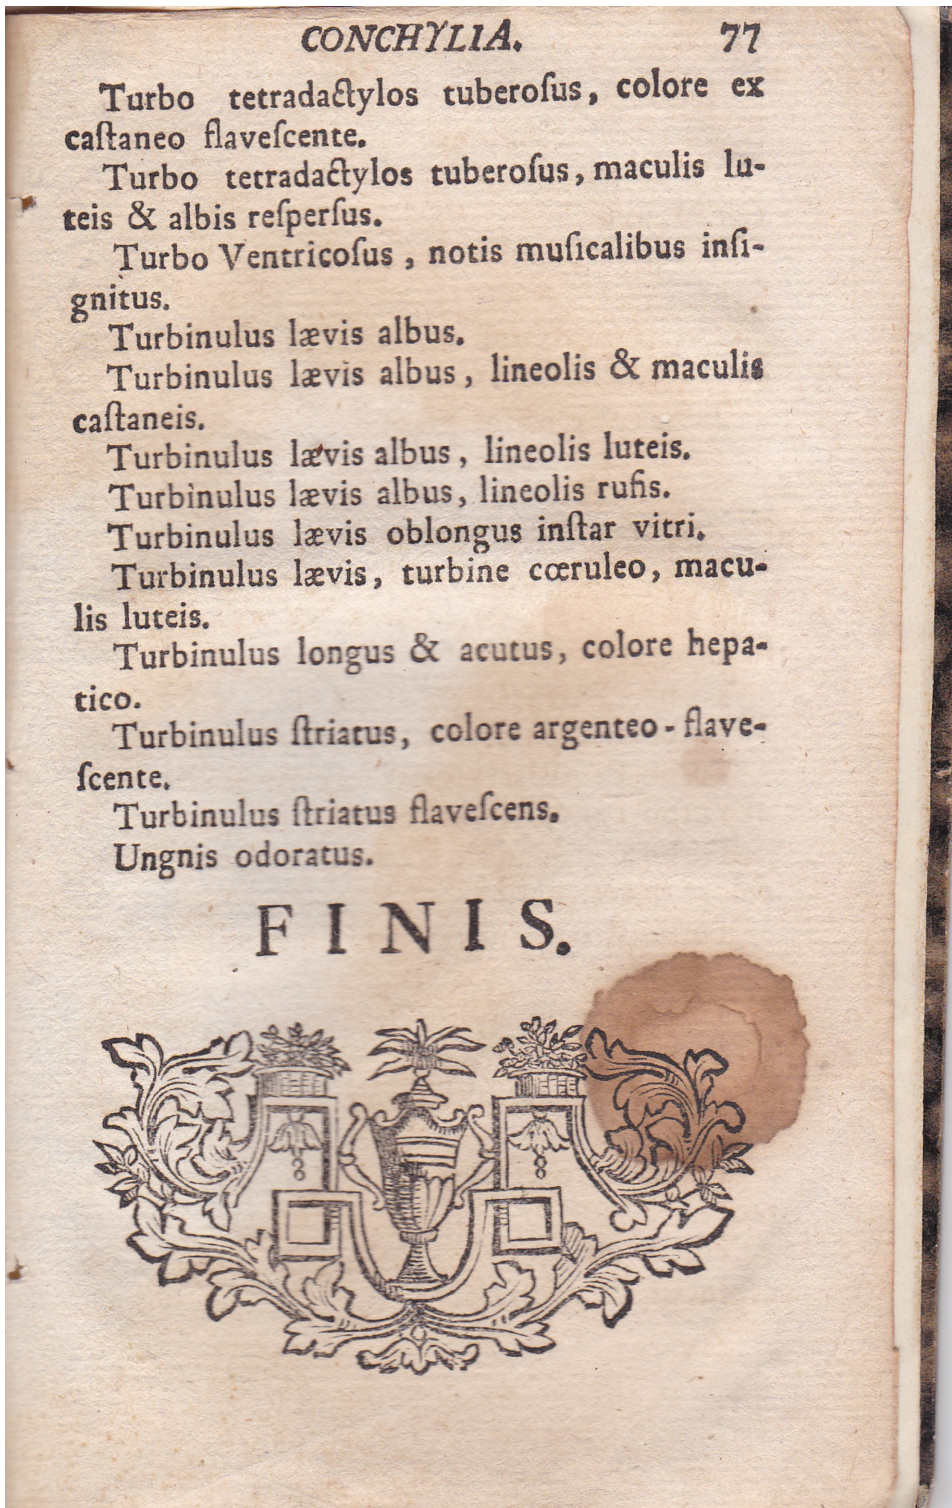 CONCHYLIA. 77
Turbo tetradactylos tuberoſus, colore ex
caſtaneo flaveſcente.
Turbo tetradactylos tuberoſus, maculis lu-
teis & albis reſperſus.
Turbo Ventricoſus, notis muſicalibus inſi-
gnitus.
Turbinulus lævis albus.
Turbinulus lævis albus, lineolis & maculis
caſtaneis.
Turbinulus lævis albus, lineolis luteis.
Turbinulus lævis albus, lineolis rufis.
Turbinulus lævis oblongus inſtar vitri.
Turbinulus lævis, turbine cœruleo, macu-
lis luteis.
Turbinulus longus & acutus, colore hepa-
tico.
Turbinulus ſtriatus, colore argenteo-flave-
ſcente.
Turbinulus ſtriatus flaveſcens.
Ungnis odoratus.
FINIS.